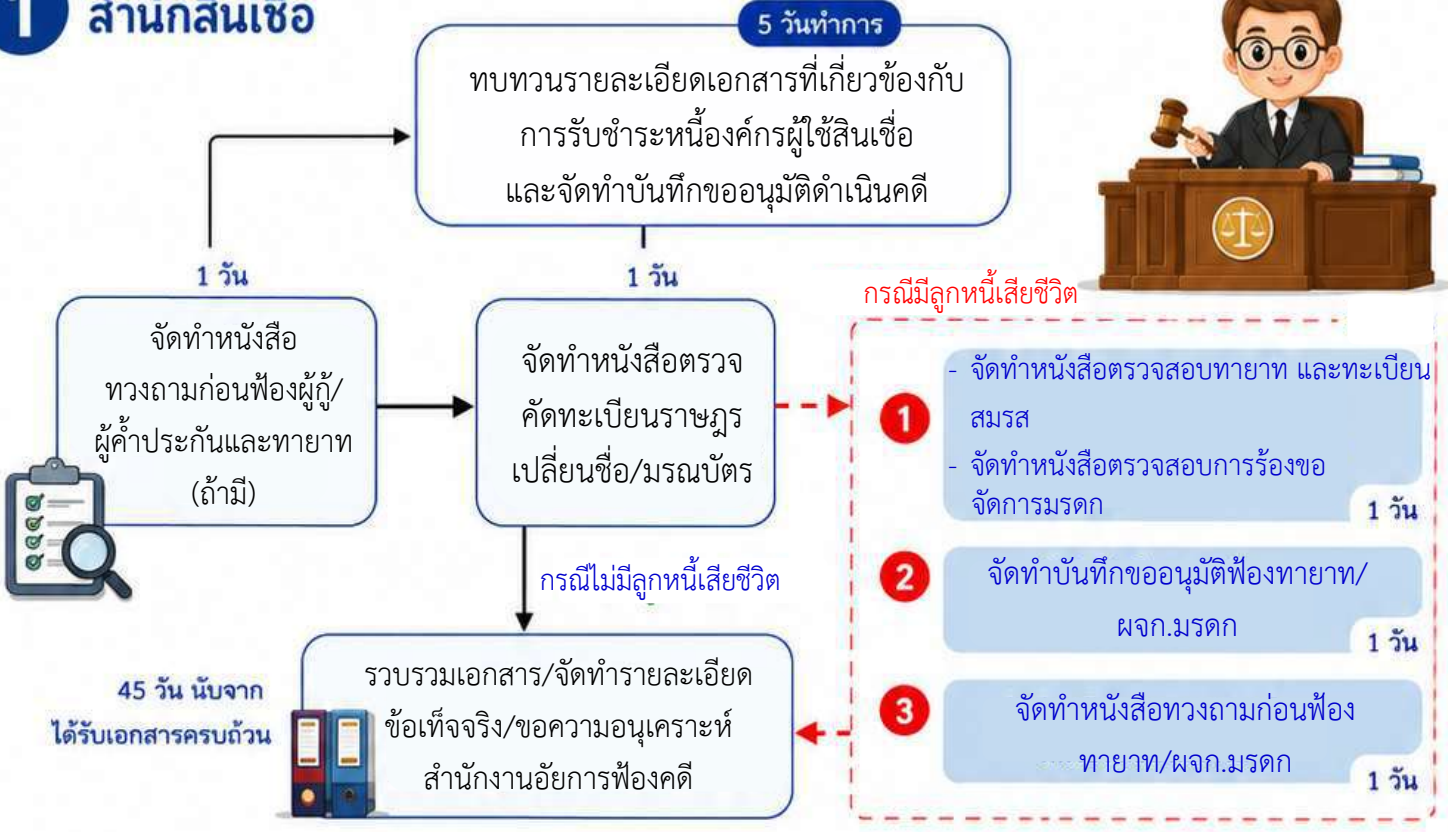 1 สำนักสินเชื่อ
5 วันทำการ
ทบทวนรายละเอียดเอกสารที่เกี่ยวข้องกับ
การรับชำระหนี้องค์กรผู้ใช้สินเชื่อ
และจัดทำบันทึกขออนุมัติดำเนินคดี
1 วัน
จัดทำหนังสือ
ทวงถามก่อนฟ้องผู้กู้/
ผู้ค้ำประกันและทายาท
(ถ้ามี)
1 วัน
จัดทำหนังสือตรวจ
คัดทะเบียนราษฎร
เปลี่ยนชื่อ/มรณบัตร
กรณีมีลูกหนี้เสียชีวิต
1
- จัดทำหนังสือตรวจสอบทายาท และทะเบียน
สมรส
- จัดทำหนังสือตรวจสอบการร้องขอ
จัดการมรดก
1 วัน
2
จัดทำบันทึกขออนุมัติฟ้องทายาท/
ผจก.มรดก
1 วัน
3
จัดทำหนังสือทวงถามก่อนฟ้อง
ทายาท/ผจก.มรดก
1 วัน
กรณีไม่มีลูกหนี้เสียชีวิต
45 วัน นับจาก
ได้รับเอกสารครบถ้วน
รวบรวมเอกสาร/จัดทำรายละเอียด
ข้อเท็จจริง/ขอความอนุเคราะห์
สำนักงานอัยการฟ้องคดี